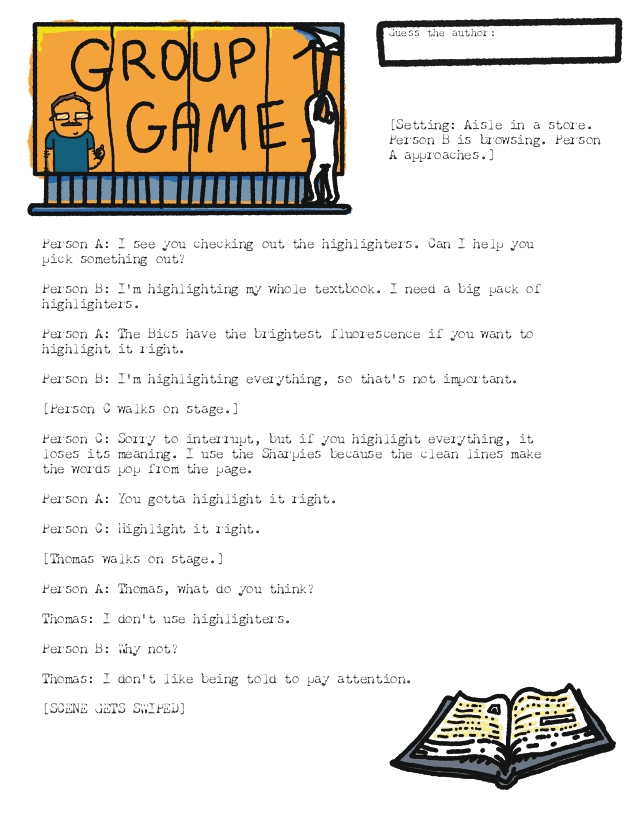 GROUP
GAME
Guess the author:
[Setting: Aisle in a store.
Person B is browsing. Person
A approaches.]
Person A: I see you checking out the highlighters. Can I help you
pick something out?
Person B: I'm highlighting my whole textbook. I need a big pack of
highlighters.
Person A: The Bics have the brightest fluorescence if you want to
highlight it right.
Person B: I'm highlighting everything, so that's not important.
[Person C walks on stage.]
Person C: Sorry to interrupt, but if you highlight everything, it
loses its meaning. I use the Sharpies because the clean lines make
the words pop from the page.
Person A: You gotta highlight it right.
Person C: Highlight it right.
[Thomas walks on stage.]
Person A: Thomas, what do you think?
Thomas: I don't use highlighters.
Person B: Why not?
Thomas: I don't like being told to pay attention.
[SCENE GETS SWIPED]